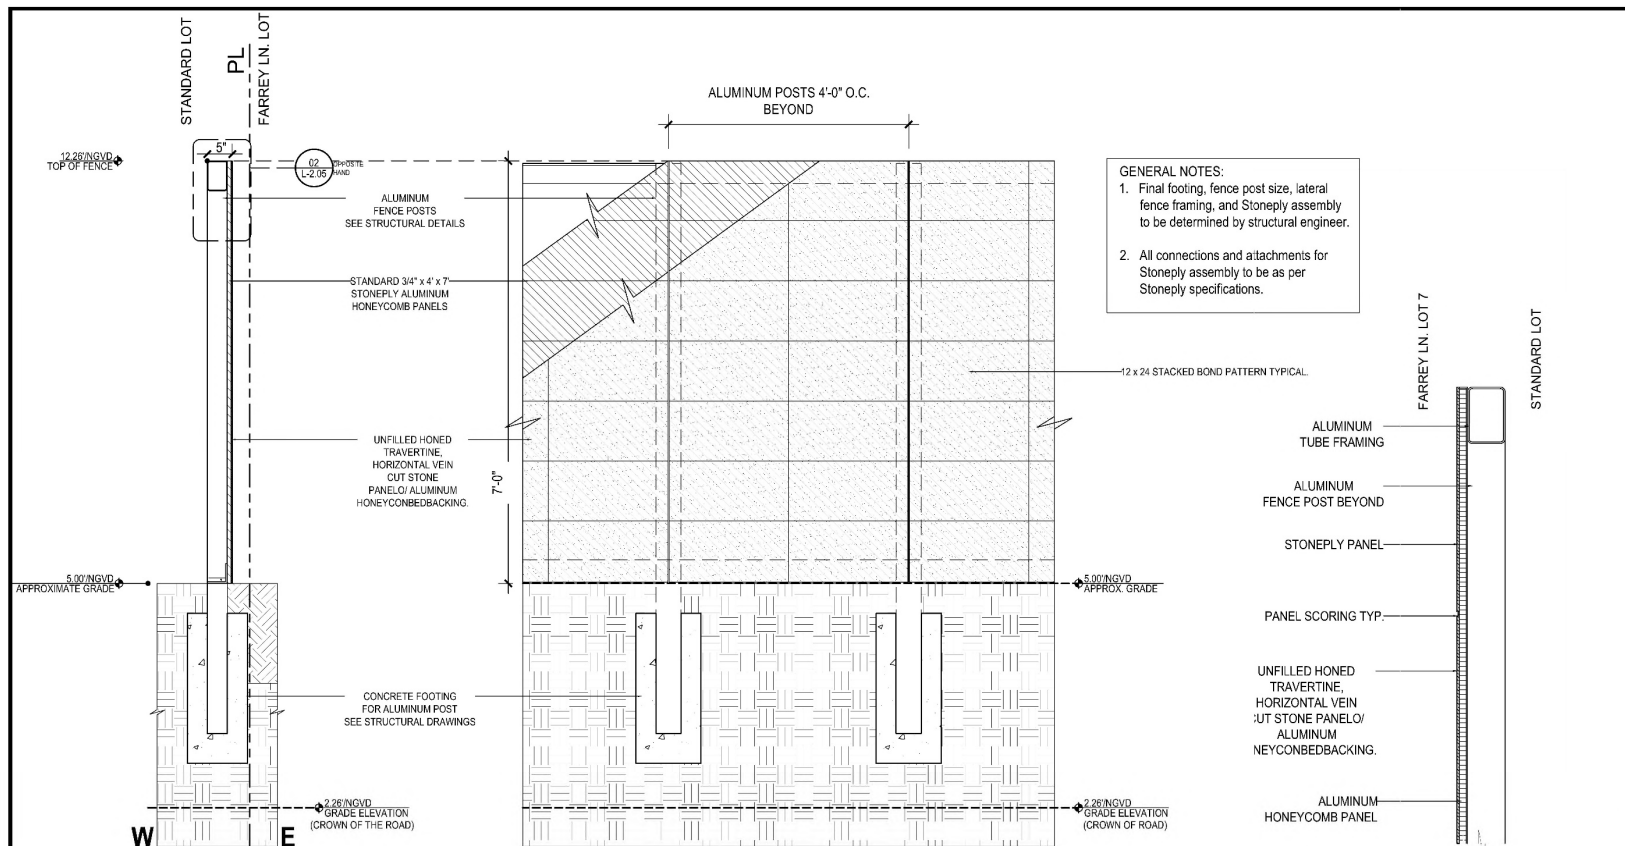 STANDARD LOT
PL
FARREY LN. LOT
5"
12.26'/NGVD
TOP OF FENCE
02
L-2.05
OPPOSITE
HAND
ALUMINUM
FENCE POSTS
SEE STRUCTURAL DETAILS
STANDARD 3/4" x 4' x 7'
STONEPLY ALUMINUM
HONEYCOMB PANELS
UNFILLED HONED
TRAVERTINE,
HORIZONTAL VEIN
CUT STONE
PANELO/ ALUMINUM
HONEYCONBEDBACKING.
7'-0"
5.00'/NGVD
APPROXIMATE GRADE
CONCRETE FOOTING
FOR ALUMINUM POST
SEE STRUCTURAL DRAWINGS
2.26'/NGVD
GRADE ELEVATION
(CROWN OF THE ROAD)
W
E
ALUMINUM POSTS 4'-0" O.C.
BEYOND
12 x 24 STACKED BOND PATTERN TYPICAL.
5.00'/NGVD
APPROX. GRADE
2.26'/NGVD
GRADE ELEVATION
(CROWN OF ROAD)
GENERAL NOTES:
1. Final footing, fence post size, lateral
fence framing, and Stoneply assembly
to be determined by structural engineer.
2. All connections and attachments for
Stoneply assembly to be as per
Stoneply specifications.
FARREY LN. LOT 7
STANDARD LOT
ALUMINUM
TUBE FRAMING
ALUMINUM
FENCE POST BEYOND
STONEPLY PANEL
PANEL SCORING TYP.
UNFILLED HONED
TRAVERTINE,
HORIZONTAL VEIN
CUT STONE PANELO/
ALUMINUM
NEYCONBEDBACKING.
ALUMINUM
HONEYCOMB PANEL